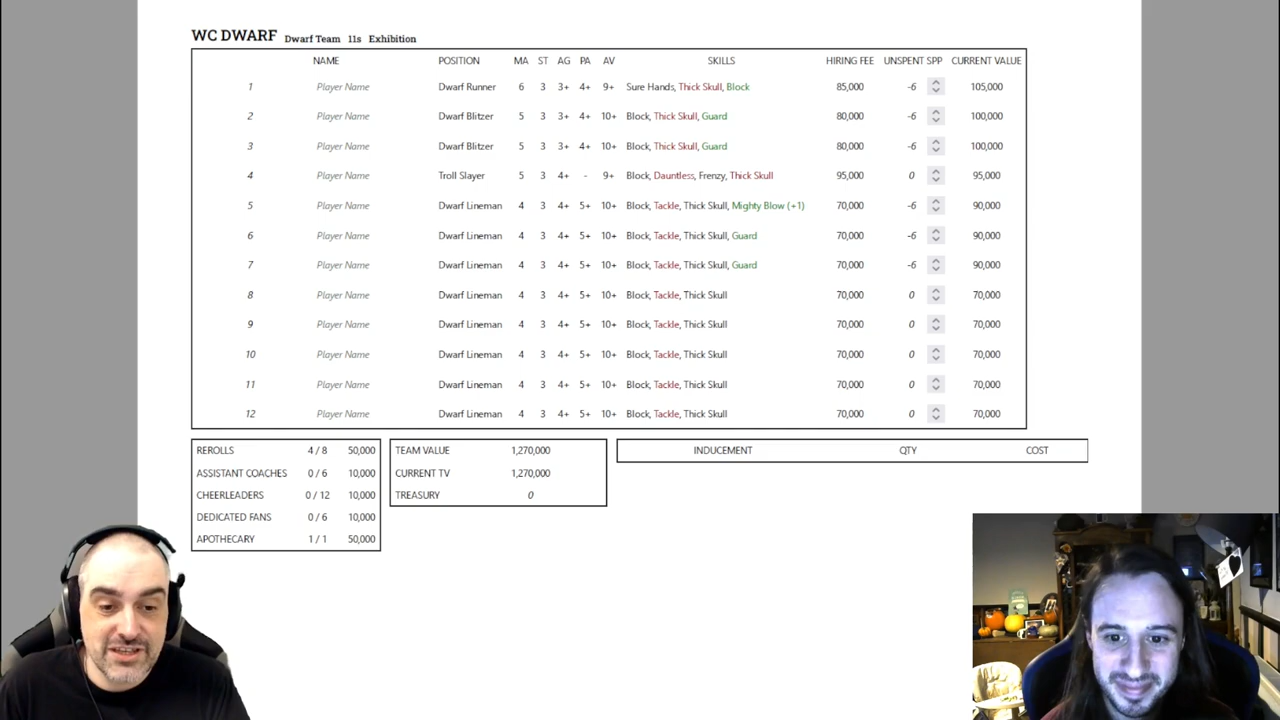 WC DWARF Dwarf Team 11s Exhibition
NAME POSITION MA ST AG PA AV SKILLS HIRING FEE UNSPENT SPP CURRENT VALUE
1 Player Name Dwarf Runner 6 3 3+ 4+ 9+ Sure Hands, Thick Skull, Block 85,000 -6 105,000
2 Player Name Dwarf Blitzer 5 3 3+ 4+ 10+ Block, Thick Skull, Guard 80,000 -6 100,000
3 Player Name Dwarf Blitzer 5 3 3+ 4+ 10+ Block, Thick Skull, Guard 80,000 -6 100,000
4 Player Name Troll Slayer 5 3 4+ - 9+ Block, Dauntless, Frenzy, Thick Skull 95,000 0 95,000
5 Player Name Dwarf Lineman 4 3 4+ 5+ 10+ Block, Tackle, Thick Skull, Mighty Blow (+1) 70,000 -6 90,000
6 Player Name Dwarf Lineman 4 3 4+ 5+ 10+ Block, Tackle, Thick Skull, Guard 70,000 -6 90,000
7 Player Name Dwarf Lineman 4 3 4+ 5+ 10+ Block, Tackle, Thick Skull, Guard 70,000 -6 90,000
8 Player Name Dwarf Lineman 4 3 4+ 5+ 10+ Block, Tackle, Thick Skull 70,000 0 70,000
9 Player Name Dwarf Lineman 4 3 4+ 5+ 10+ Block, Tackle, Thick Skull 70,000 0 70,000
10 Player Name Dwarf Lineman 4 3 4+ 5+ 10+ Block, Tackle, Thick Skull 70,000 0 70,000
11 Player Name Dwarf Lineman 4 3 4+ 5+ 10+ Block, Tackle, Thick Skull 70,000 0 70,000
12 Player Name Dwarf Lineman 4 3 4+ 5+ 10+ Block, Tackle, Thick Skull 70,000 0 70,000
REROLLS 4 / 8 50,000
ASSISTANT COACHES 0 / 6 10,000
CHEERLEADERS 0 / 12 10,000
DEDICATED FANS 0 / 6 10,000
APOTHECARY 1 / 1 50,000
TEAM VALUE 1,270,000
CURRENT TV 1,270,000
TREASURY 0
INDUCEMENT QTY COST